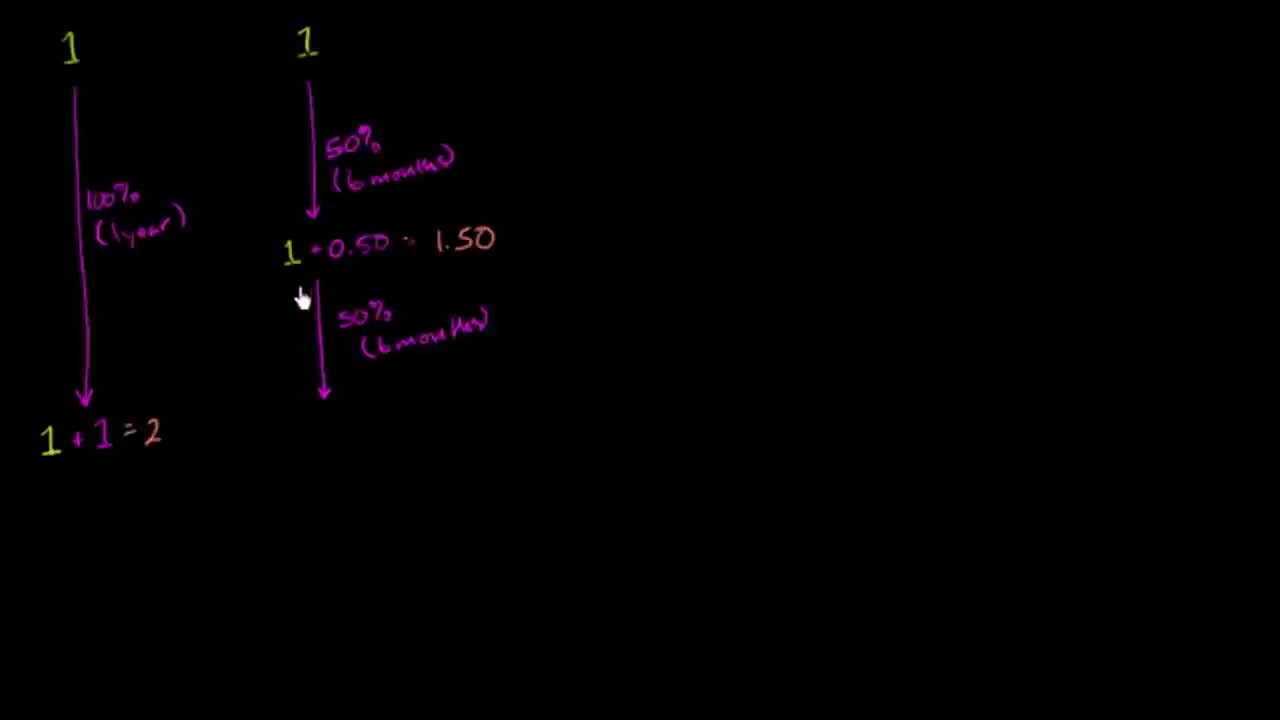 1
100%
(1 year)
1 + 1 = 2
1
50%
(6 months)
1 + 0.50 = 1.50
50%
(6 months)